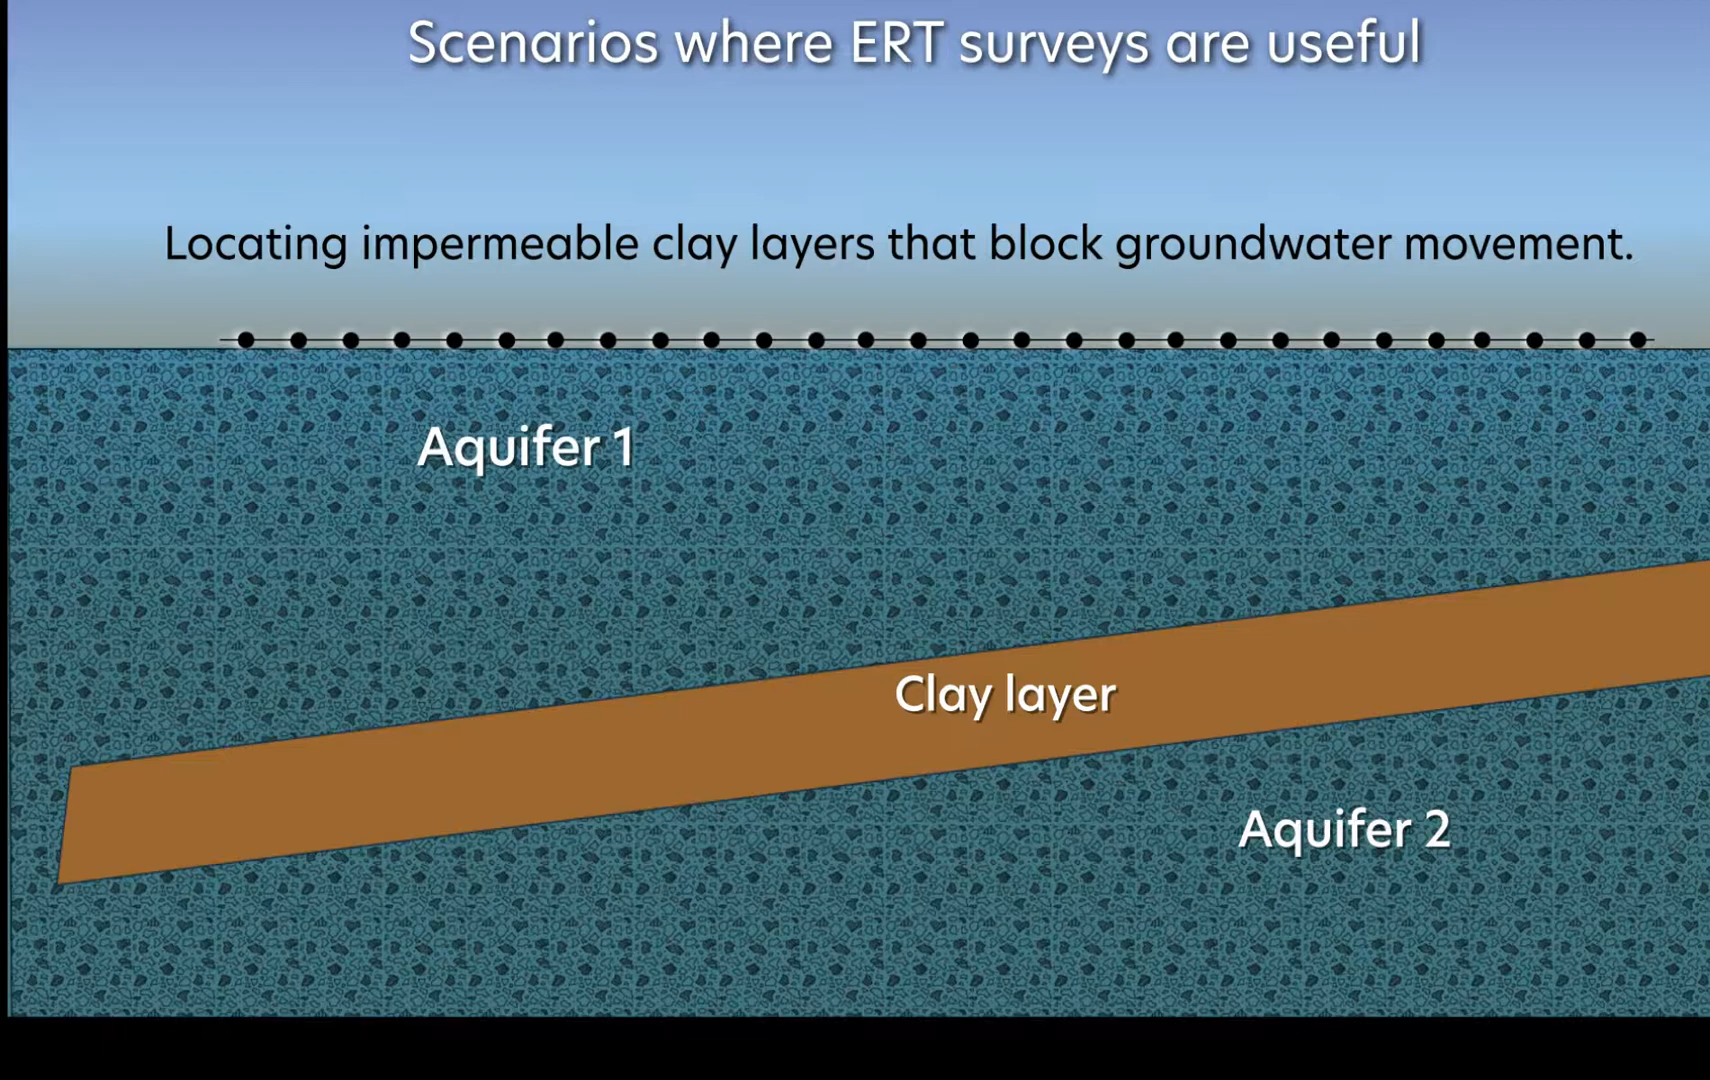 Scenarios where ERT surveys are useful
Locating impermeable clay layers that block groundwater movement.
Aquifer 1
Clay layer
Aquifer 2